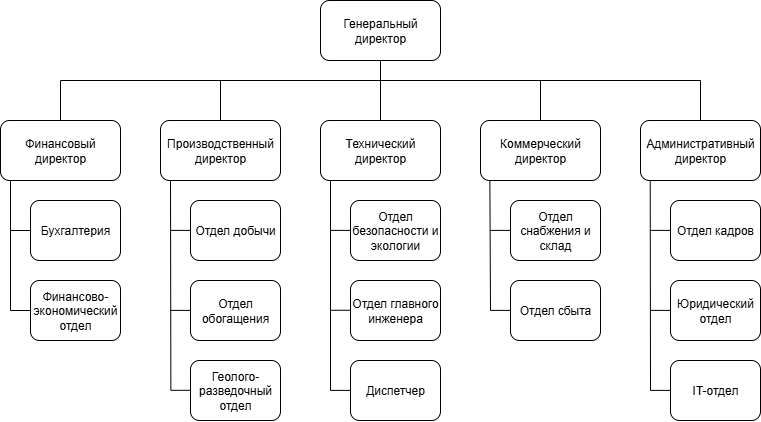 Генеральный
директор
Финансовый
директор
Производственный
директор
Технический
директор
Коммерческий
директор
Административный
директор
Бухгалтерия
Отдел добычи
Отдел
безопасности и
экологии
Отдел
снабжения и
склад
Отдел кадров
Финансово-
экономический
отдел
Отдел
обогащения
Отдел главного
инженера
Отдел сбыта
Юридический
отдел
Геолого-
разведочный
отдел
Диспетчер
IT-отдел